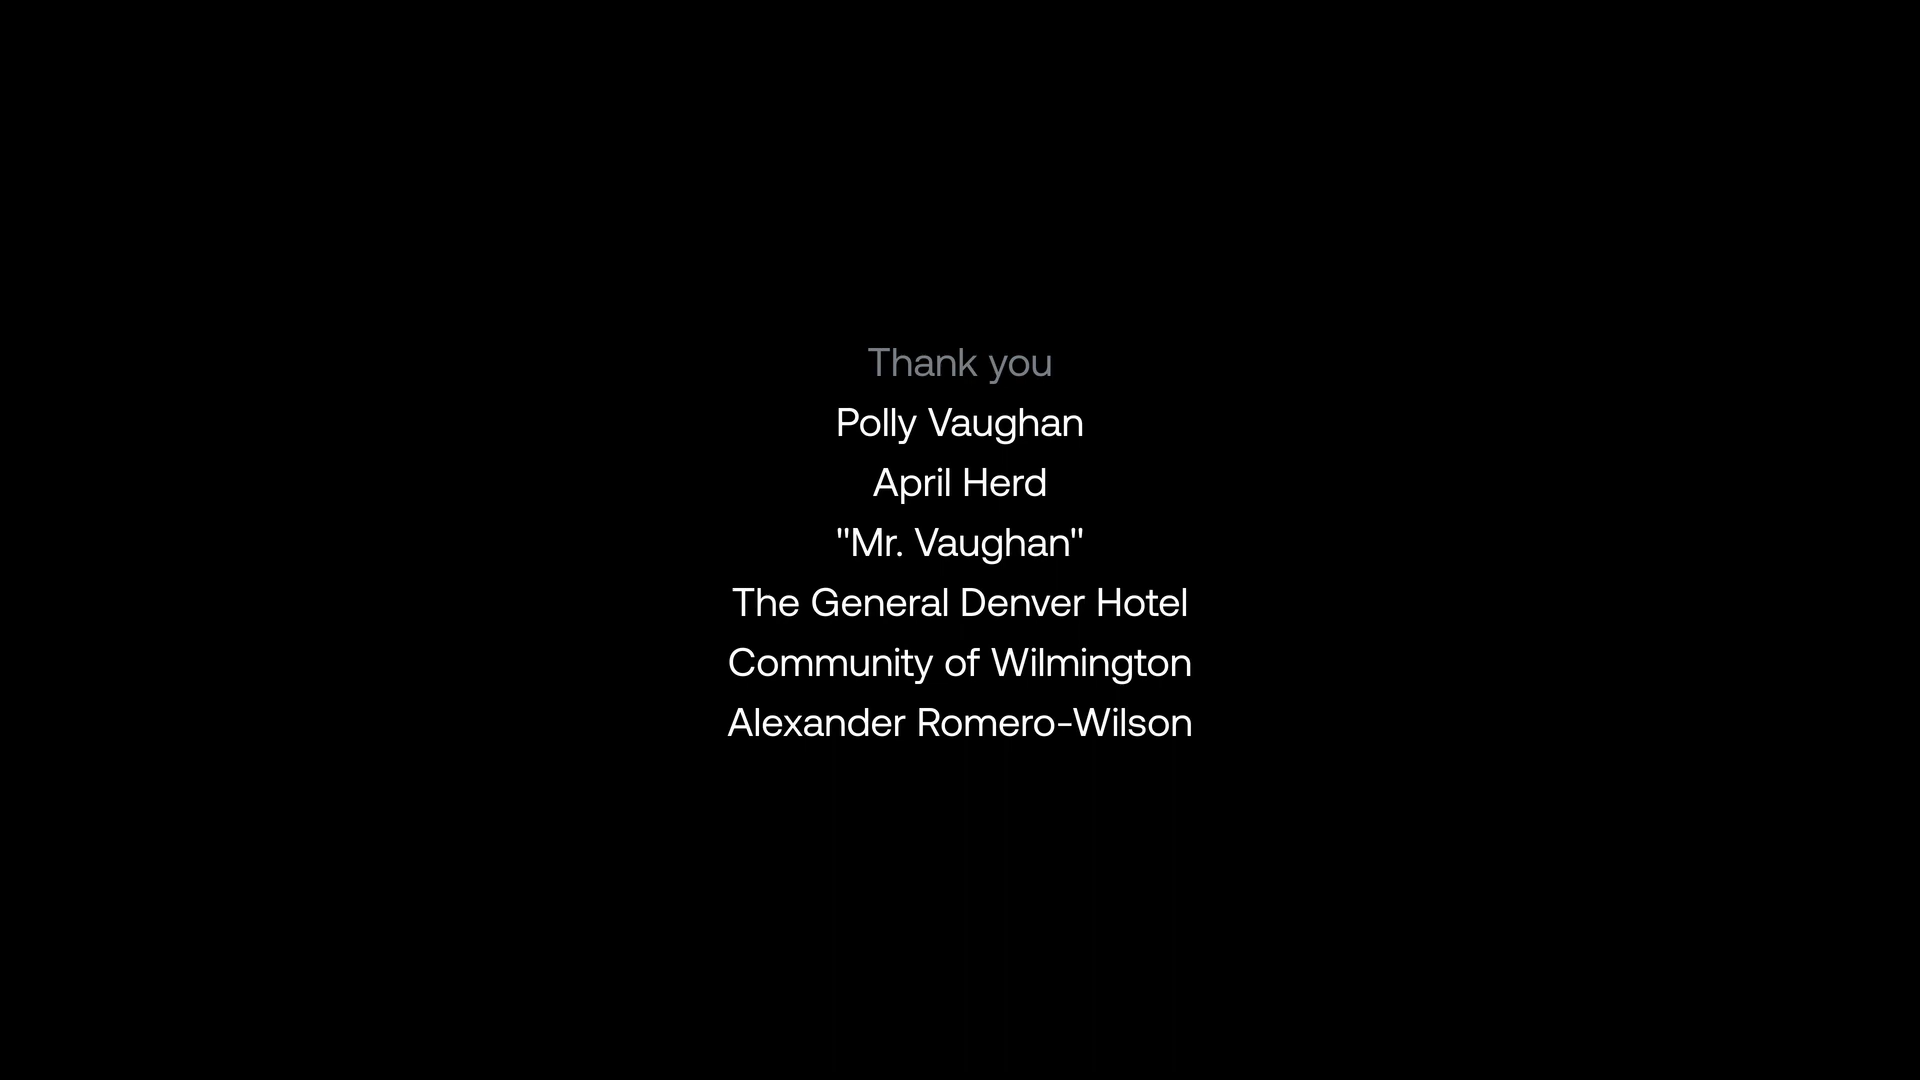 Thank you
Polly Vaughan
April Herd
"Mr. Vaughan"
The General Denver Hotel
Community of Wilmington
Alexander Romero-Wilson